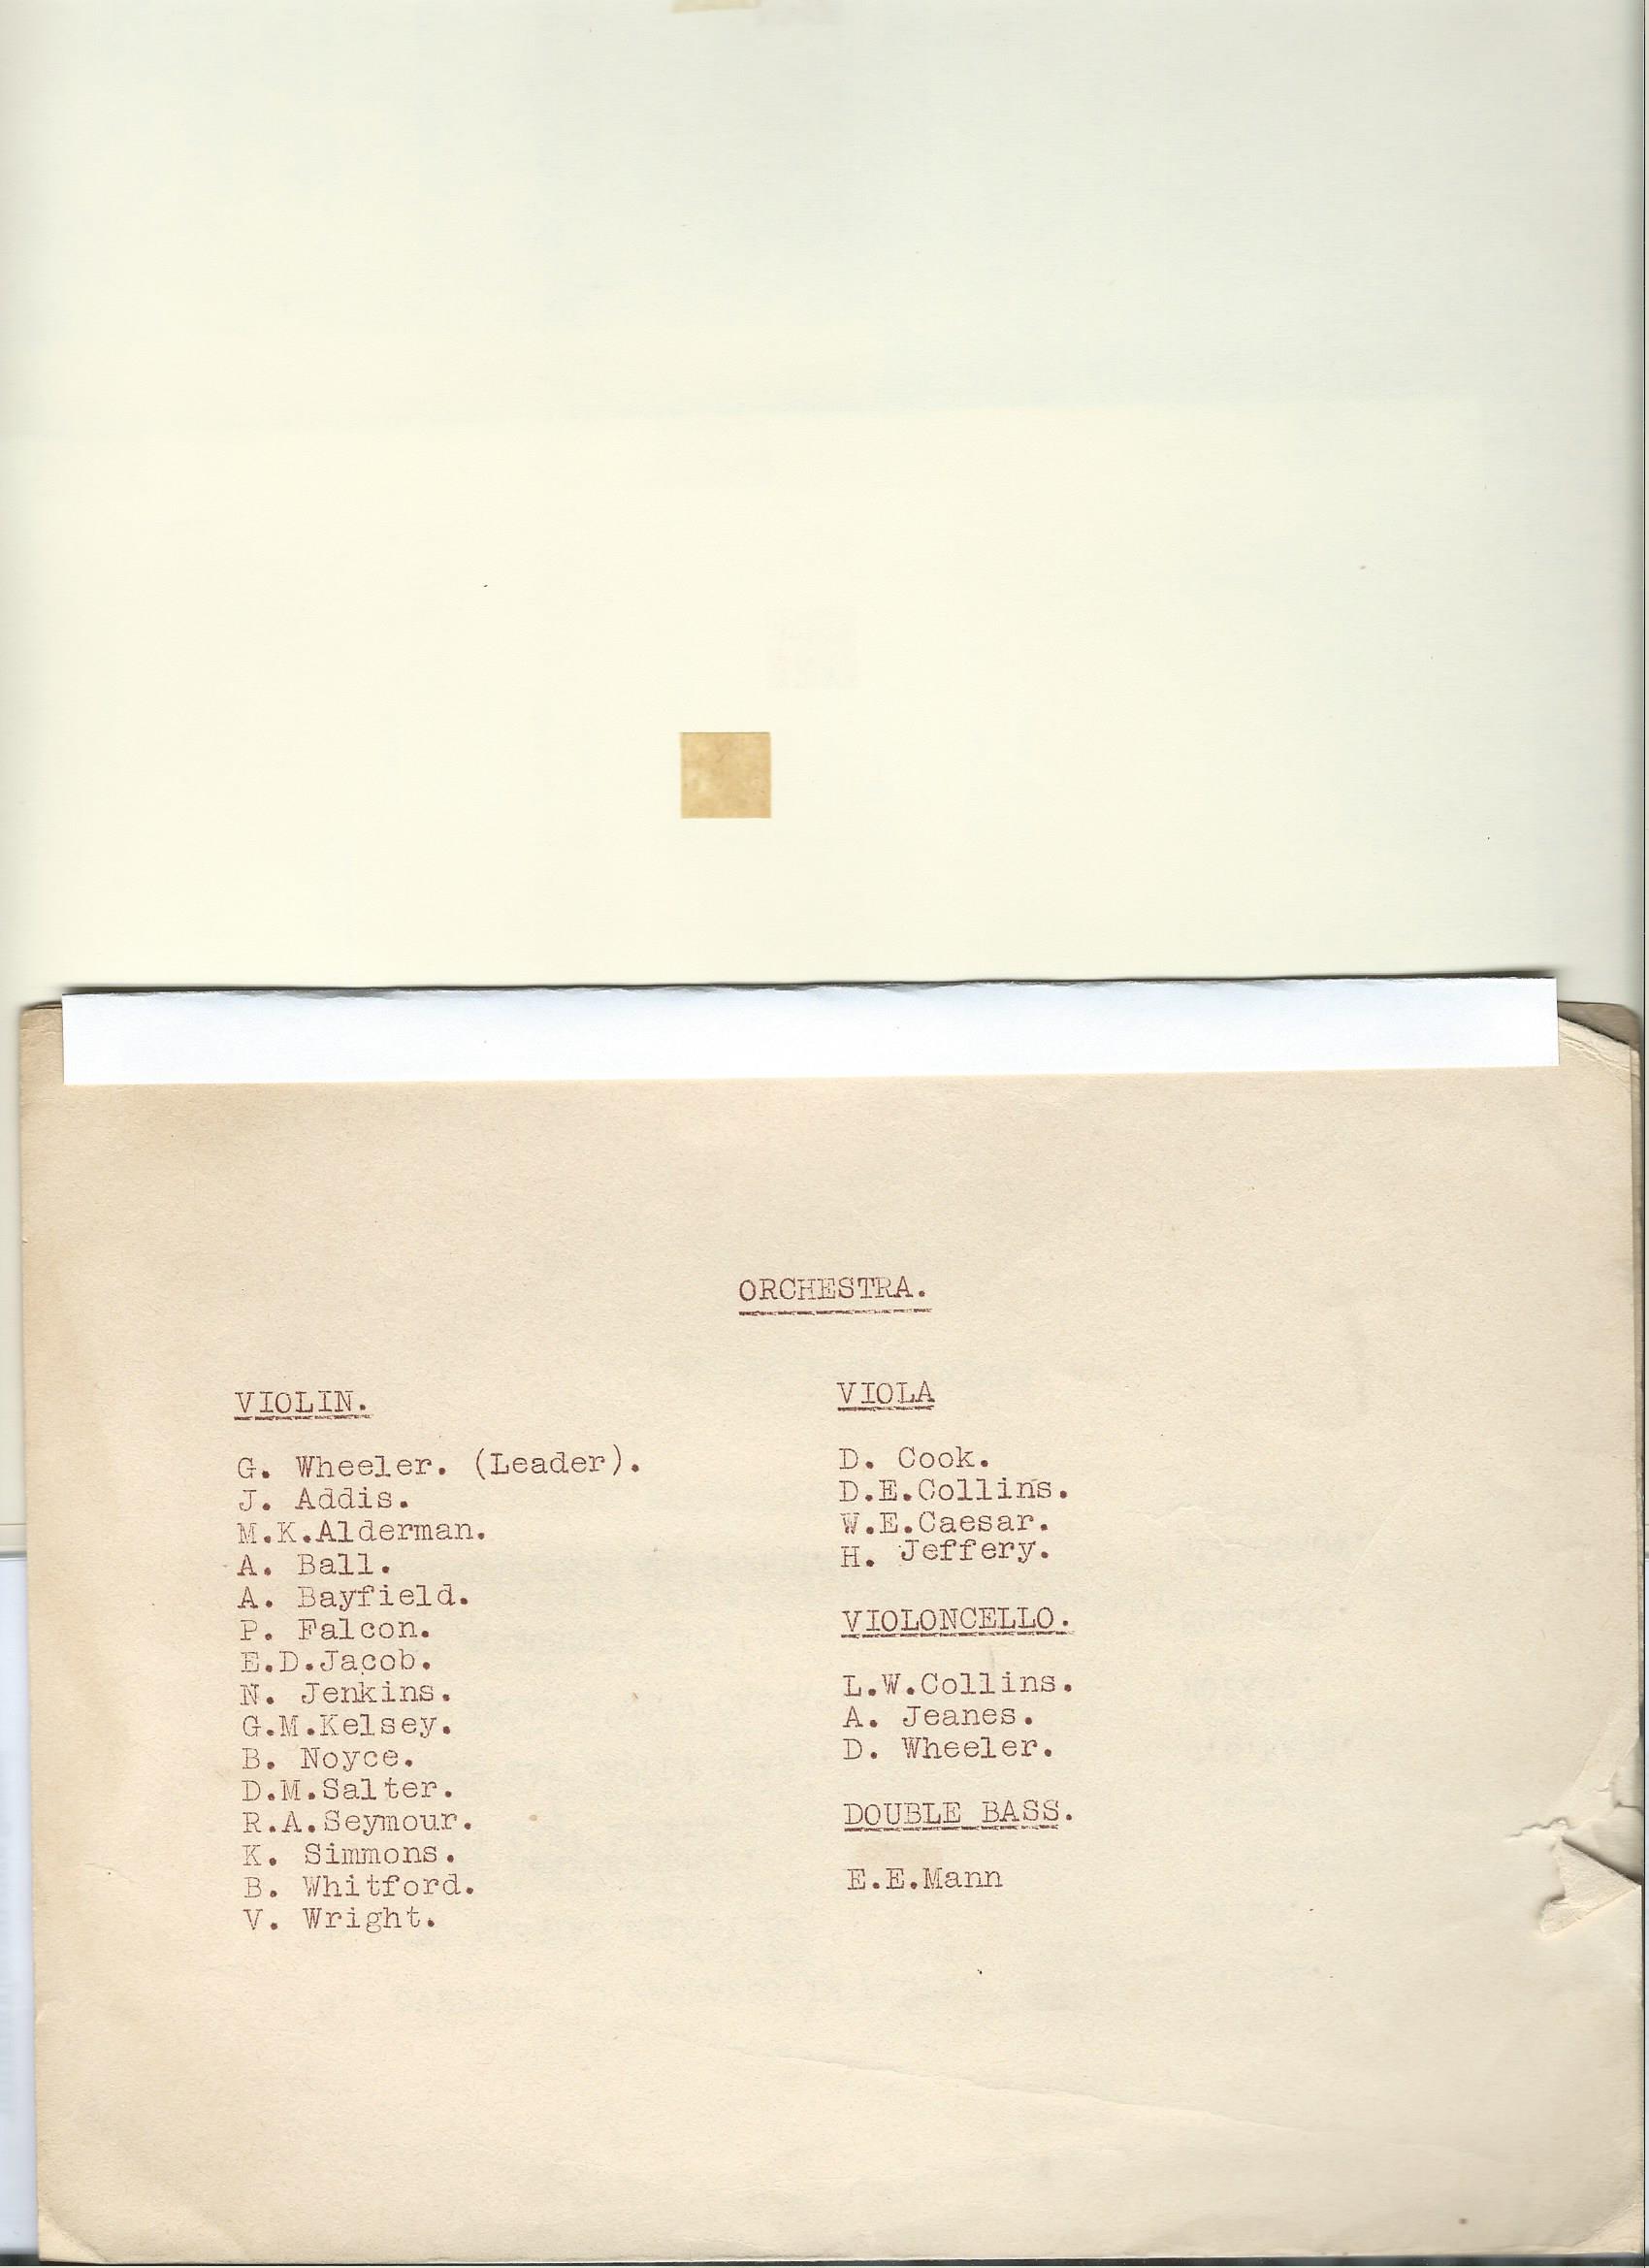 ORCHESTRA.
VIOLIN.
G. Wheeler. (Leader).
J. Addis.
M.K.Alderman.
A. Ball.
A. Bayfield.
P. Falcon.
E.D.Jacob.
N. Jenkins.
G.M.Kelsey.
B. Noyce.
D.M.Salter.
R.A.Seymour.
K. Simmons.
B. Whitford.
V. Wright.
VIOLA
D. Cook.
D.E.Collins.
W.E.Caesar.
H. Jeffery.
VIOLONCELLO.
L.W.Collins.
A. Jeanes.
D. Wheeler.
DOUBLE BASS.
E.E.Mann